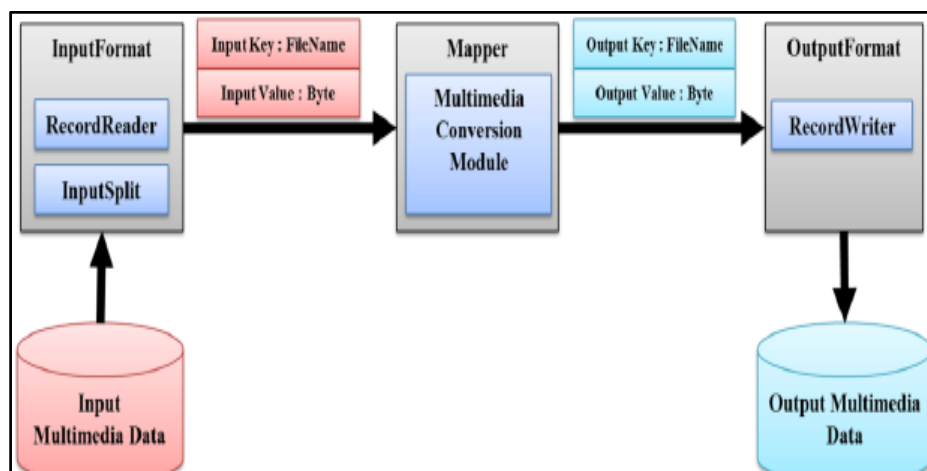 InputFormat
RecordReader
InputSplit
Input Key : FileName
Input Value : Byte
Mapper
Multimedia
Conversion
Module
Output Key : FileName
Output Value : Byte
OutputFormat
RecordWriter
Input
Multimedia Data
Output Multimedia
Data